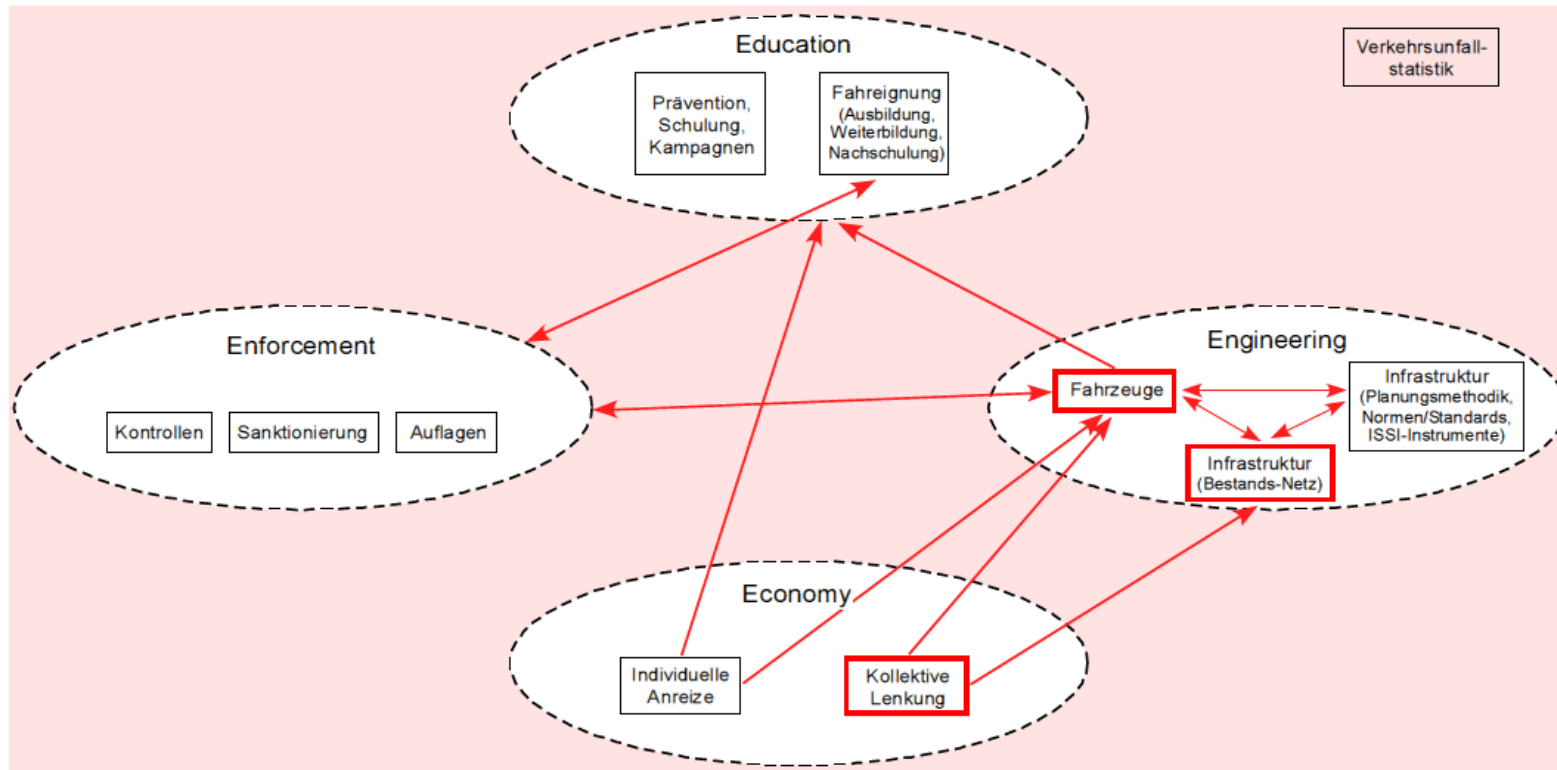 Education
Verkehrsunfall-
statistik
Prävention,
Schulung,
Kampagnen
Fahreignung
(Ausbildung,
Weiterbildung,
Nachschulung)
Enforcement
Kontrollen
Sanktionierung
Auflagen
Engineering
Fahrzeuge
Infrastruktur
(Planungsmethodik,
Normen/Standards,
ISSI-Instrumente)
Infrastruktur
(Bestands-Netz)
Economy
Individuelle
Anreize
Kollektive
Lenkung